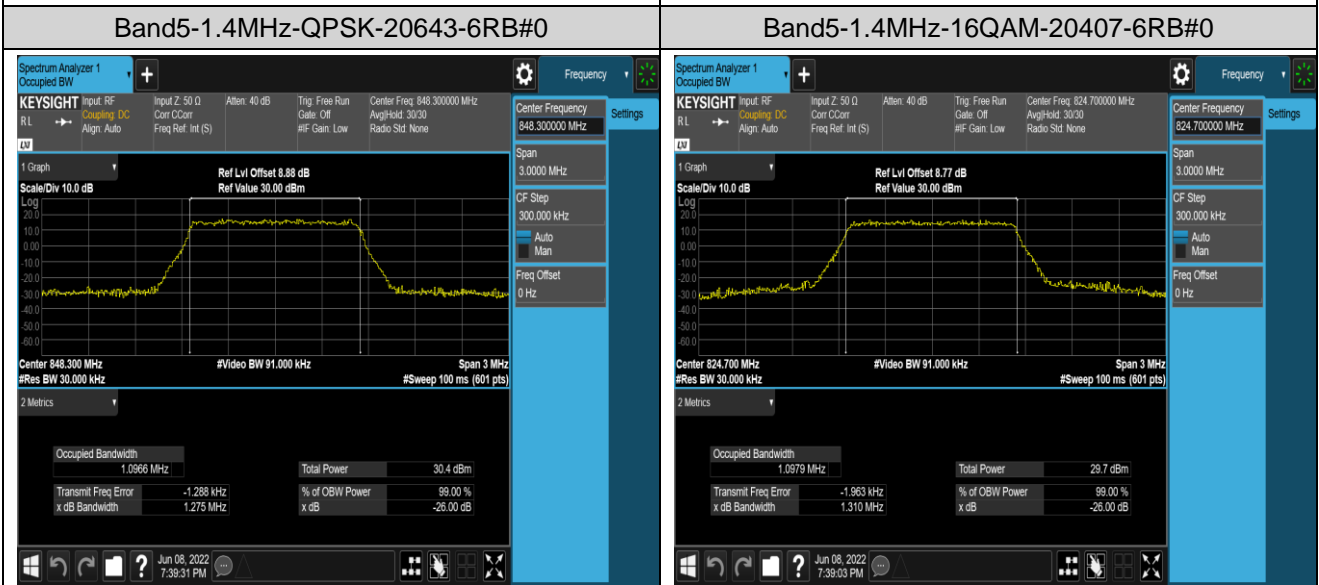 Band5-1.4MHz-QPSK-20643-6RB#0
Spectrum Analyzer 1
Occupied BW
+
Frequency
KEYSIGHT
RL
LXI
Input: RF
Coupling: DC
Align: Auto
Input Z: 50 Ω
Corr CCorr
Freq Ref: Int (S)
Atten: 40 dB
Trig: Free Run
Gate: Off
#IF Gain: Low
Center Freq: 848.300000 MHz
Avg|Hold: 30/30
Radio Std: None
Center Frequency
848.300000 MHz
Settings
Span
3.0000 MHz
CF Step
300.000 kHz
Auto
Man
Freq Offset
0 Hz
1 Graph
Scale/Div 10.0 dB
Ref Lvl Offset 8.88 dB
Ref Value 30.00 dBm
Log
20.0
10.0
0.00
-10.0
-20.0
-30.0
-40.0
-50.0
-60.0
Center 848.300 MHz
#Video BW 91.000 kHz
Span 3 MHz
#Res BW 30.000 kHz
#Sweep 100 ms (601 pts)
2 Metrics
Occupied Bandwidth
1.0966 MHz
Total Power 30.4 dBm
Transmit Freq Error -1.288 kHz
% of OBW Power 99.00 %
x dB Bandwidth 1.275 MHz
x dB -26.00 dB
?
Jun 08, 2022
7:39:31 PM
Band5-1.4MHz-16QAM-20407-6RB#0
Spectrum Analyzer 1
Occupied BW
+
Frequency
KEYSIGHT
RL
LXI
Input: RF
Coupling: DC
Align: Auto
Input Z: 50 Ω
Corr CCorr
Freq Ref: Int (S)
Atten: 40 dB
Trig: Free Run
Gate: Off
#IF Gain: Low
Center Freq: 824.700000 MHz
Avg|Hold: 30/30
Radio Std: None
Center Frequency
824.700000 MHz
Settings
Span
3.0000 MHz
CF Step
300.000 kHz
Auto
Man
Freq Offset
0 Hz
1 Graph
Scale/Div 10.0 dB
Ref Lvl Offset 8.77 dB
Ref Value 30.00 dBm
Log
20.0
10.0
0.00
-10.0
-20.0
-30.0
-40.0
-50.0
-60.0
Center 824.700 MHz
#Video BW 91.000 kHz
Span 3 MHz
#Res BW 30.000 kHz
#Sweep 100 ms (601 pts)
2 Metrics
Occupied Bandwidth
1.0979 MHz
Total Power 29.7 dBm
Transmit Freq Error -1.963 kHz
% of OBW Power 99.00 %
x dB Bandwidth 1.310 MHz
x dB -26.00 dB
?
Jun 08, 2022
7:39:03 PM